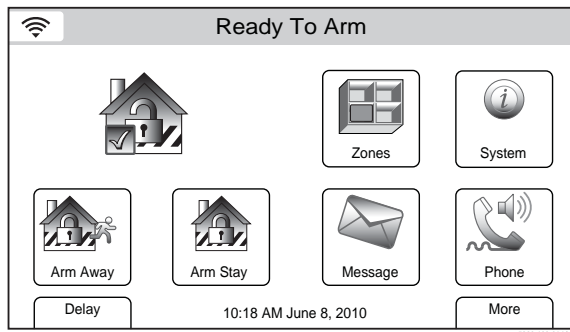 Ready To Arm
Zones
System
Arm Away
Arm Stay
Message
Phone
Delay
10:18 AM June 8, 2010
More